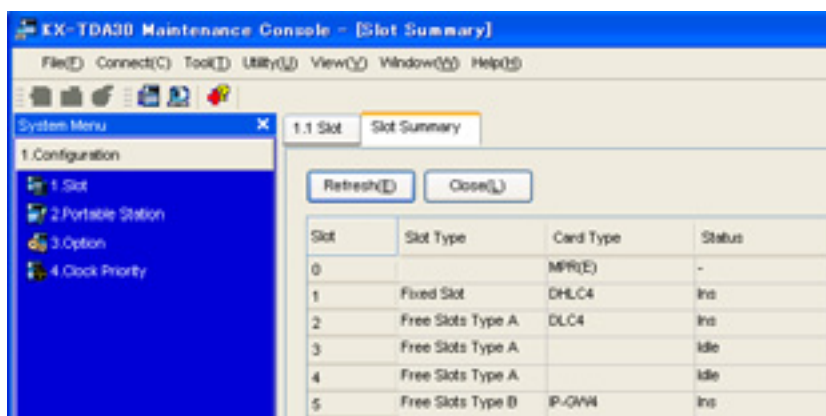 KX-TDA30 Maintenance Console - [Slot Summary]
File(F) Connect(C) Tool(T) Utility(U) View(V) Window(W) Help(H)
System Menu
1.1 Slot Slot Summary
1.Configuration
1.Slot
2.Portable Station
3.Option
4.Clock Priority
Refresh(E) Close(L)
Slot Slot Type Card Type Status
0 MPR(E) -
1 Fixed Slot DHLC4 Ins
2 Free Slots Type A DLC4 Ins
3 Free Slots Type A Idle
4 Free Slots Type A Idle
5 Free Slots Type B IP-GW4 Ins